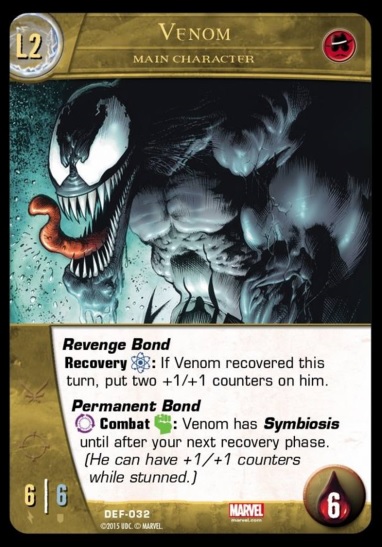 L2
Venom
MAIN CHARACTER
Revenge Bond
Recovery : If Venom recovered this
turn, put two +1/+1 counters on him.
Permanent Bond
Combat : Venom has Symbiosis
until after your next recovery phase.
(He can have +1/+1 counters
while stunned.)
6 | 6
DEF-032
©2015 UDC. © MARVEL.
MARVEL
marvel.com
6